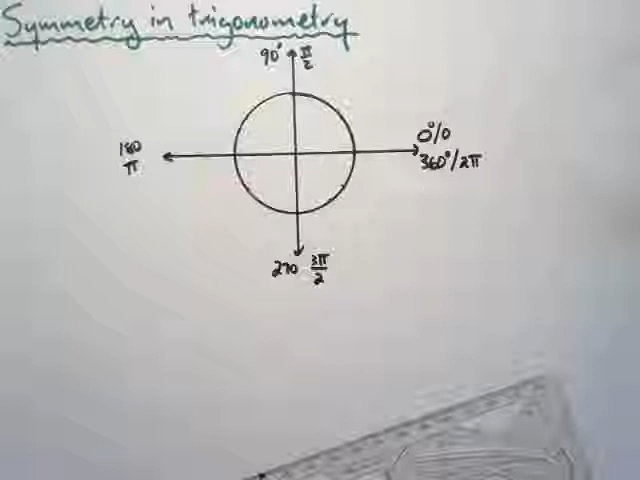 Symmetry in trigonometry
90° π/2
0°/0
180
360°/2π
π
270 3π/2